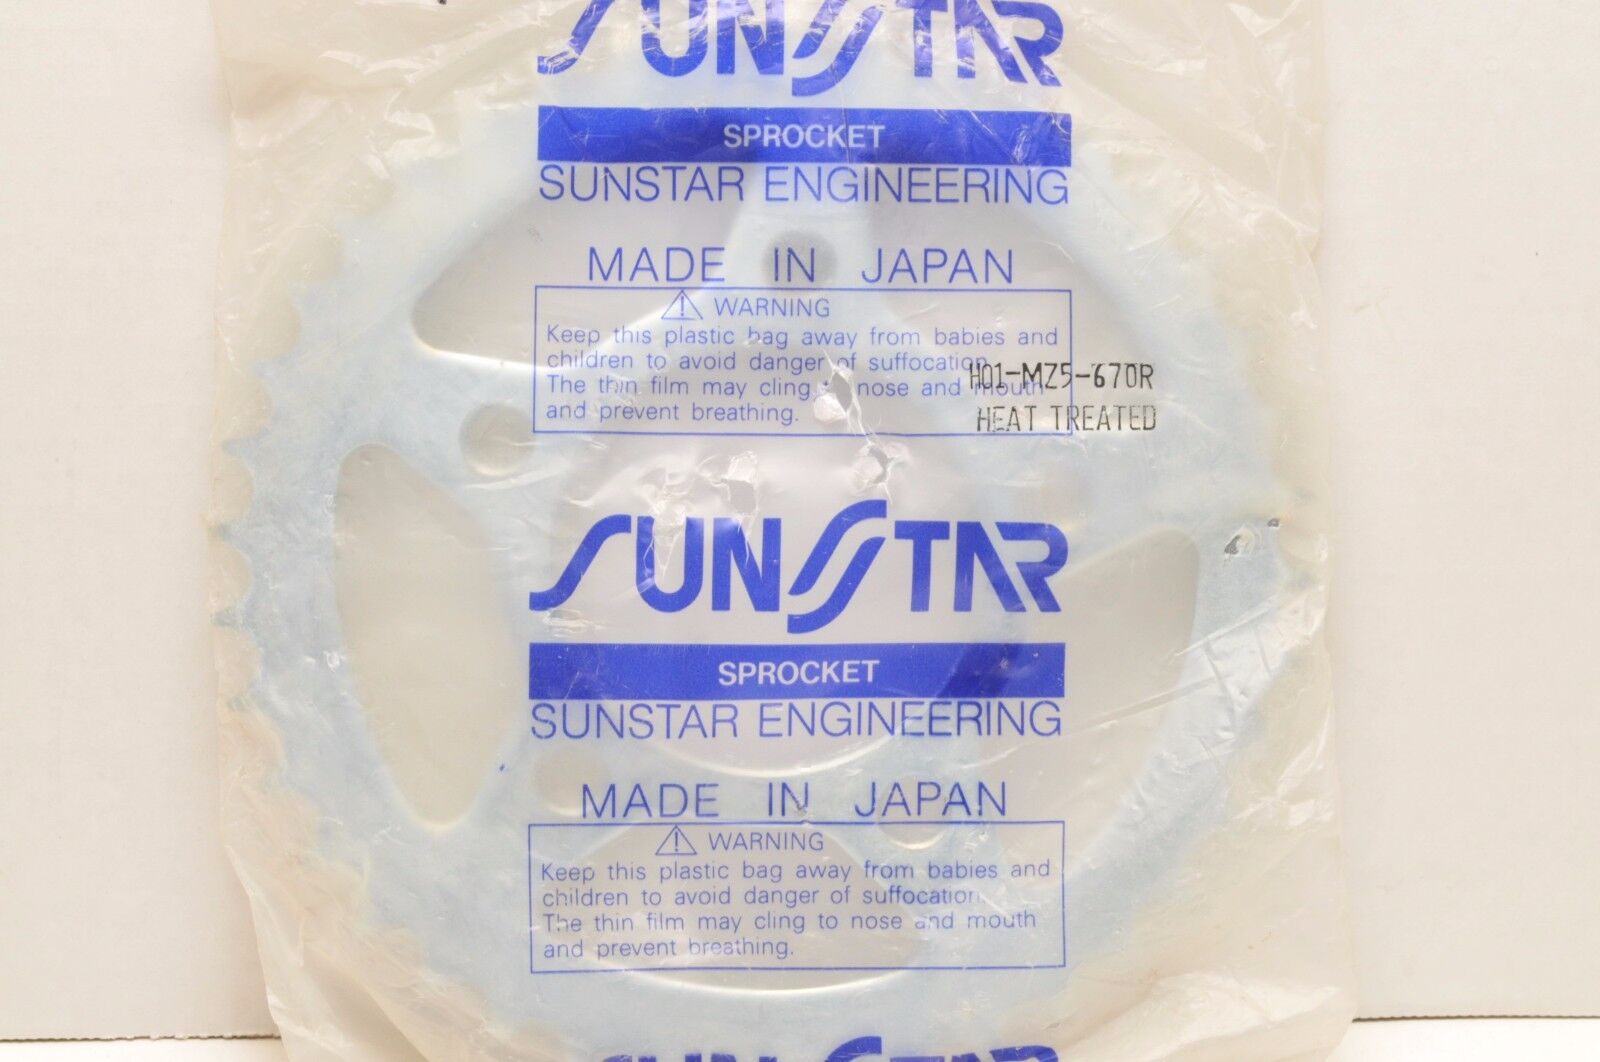 SUNSTAR
SPROCKET
SUNSTAR ENGINEERING
MADE IN JAPAN
WARNING
Keep this plastic bag away from babies and
children to avoid danger of suffocation.
The thin film may cling to nose and mouth
and prevent breathing.
H01-MZ5-670R
HEAT TREATED
SUNSTAR
SPROCKET
SUNSTAR ENGINEERING
MADE IN JAPAN
WARNING
Keep this plastic bag away from babies and
children to avoid danger of suffocation.
The thin film may cling to nose and mouth
and prevent breathing.
SUNSTAR